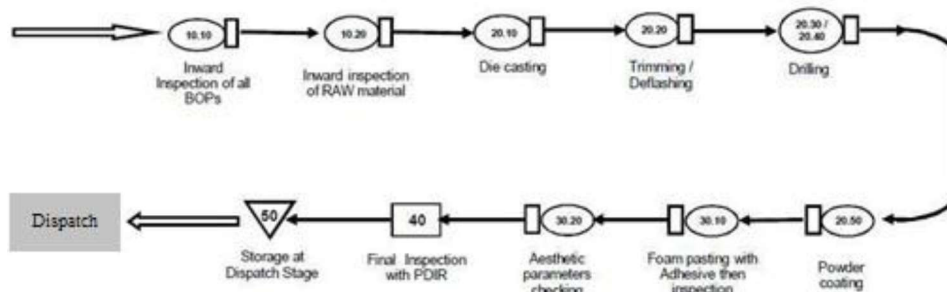 10.10
10.20
20.10
20.20
20.30 /
20.40
Inward
Inspection of all
BOPs
Inward inspection
of RAW material
Die casting
Trimming /
Deflashing
Drilling
Dispatch
50
40
30.20
30.10
20.50
Storage at
Dispatch Stage
Final Inspection
with PDIR
Aesthetic
parameters
checking
Foam pasting with
Adhesive then
inspection
Powder
coating